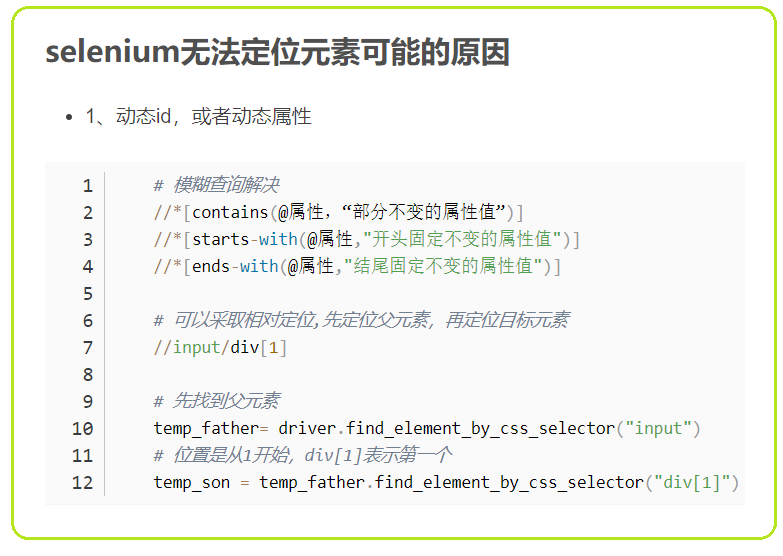 selenium无法定位元素可能的原因
• 1、动态id，或者动态属性
1 # 模糊查询解决
2 //*[contains(@属性，“部分不变的属性值”)]
3 //*[starts-with(@属性,"开头固定不变的属性值")]
4 //*[ends-with(@属性,"结尾固定不变的属性值")]
5
6 # 可以采取相对定位,先定位父元素，再定位目标元素
7 //input/div[1]
8
9 # 先找到父元素
10 temp_father= driver.find_element_by_css_selector("input")
11 # 位置是从1开始，div[1]表示第一个
12 temp_son = temp_father.find_element_by_css_selector("div[1]")